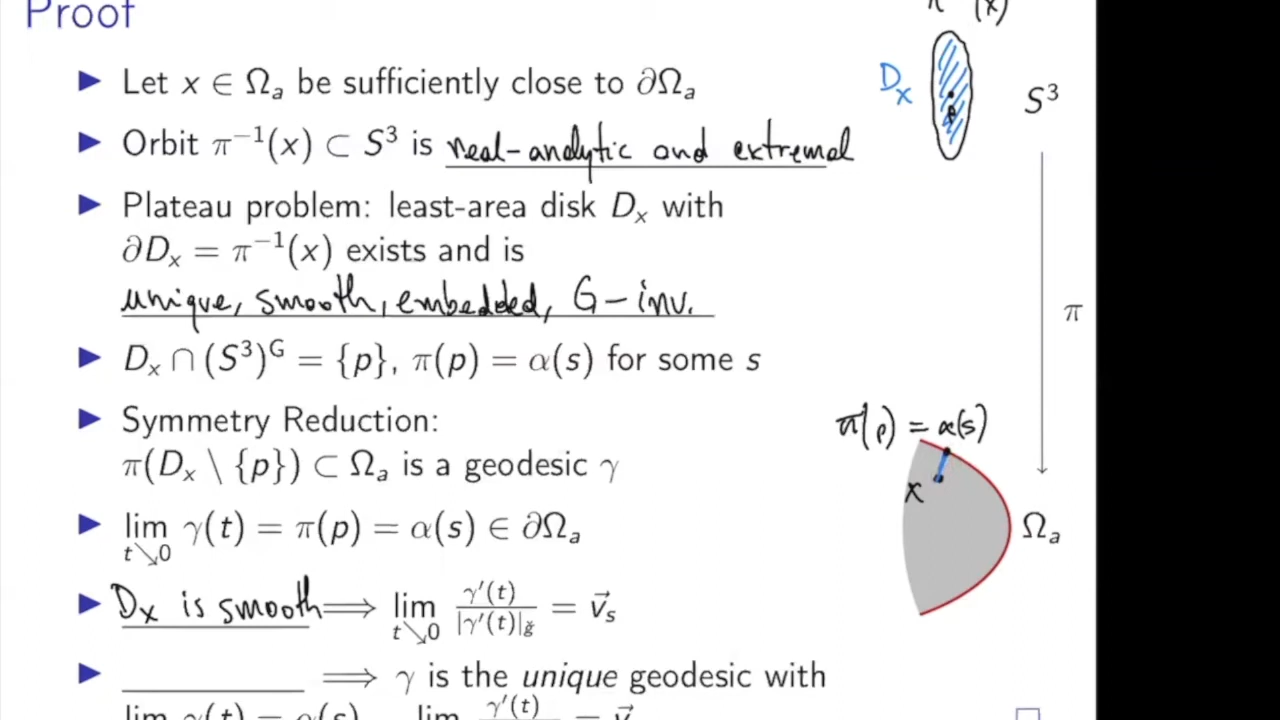 Proof
▶ Let x ∈ Ωₐ be sufficiently close to ∂Ωₐ
▶ Orbit π⁻¹(x) ⊂ S³ is real-analytic and extremal
▶ Plateau problem: least-area disk Dₓ with
∂Dₓ = π⁻¹(x) exists and is
unique, smooth, embedded, G-inv.
▶ Dₓ ∩ (S³)ᴳ = {p}, π(p) = α(s) for some s
▶ Symmetry Reduction:
π(Dₓ \ {p}) ⊂ Ωₐ is a geodesic γ
▶ lim t↘0 γ(t) = π(p) = α(s) ∈ ∂Ωₐ
▶ Dₓ is smooth ⟹ lim t↘0 γ′(t)/|γ′(t)|ğ = v⃗ₛ
▶ ⟹ γ is the unique geodesic with
lim γ(t) = α(s) lim γ′(t)
(x)
Dₓ
p
S³
π
π(p) = α(s)
x
Ωₐ